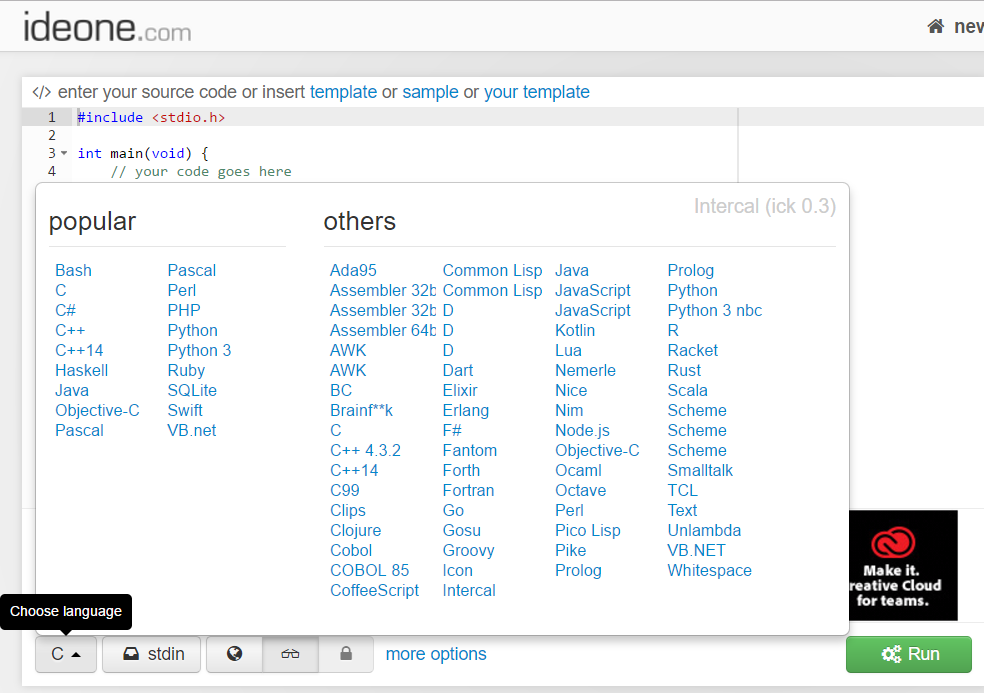 ideone.com
new
</> enter your source code or insert template or sample or your template
1 #include <stdio.h>
2
3 int main(void) {
4 // your code goes here
Intercal (ick 0.3)
popular
Bash
C
C#
C++
C++14
Haskell
Java
Objective-C
Pascal
Pascal
Perl
PHP
Python
Python 3
Ruby
SQLite
Swift
VB.net
others
Ada95
Assembler 32b
Assembler 32b
Assembler 64b
AWK
AWK
BC
Brainf**k
C
C++ 4.3.2
C++14
C99
Clips
Clojure
Cobol
COBOL 85
CoffeeScript
Common Lisp
Common Lisp
D
D
D
Dart
Elixir
Erlang
F#
Fantom
Forth
Fortran
Go
Gosu
Groovy
Icon
Intercal
Java
JavaScript
JavaScript
Kotlin
Lua
Nemerle
Nice
Nim
Node.js
Objective-C
Ocaml
Octave
Perl
Pico Lisp
Pike
Prolog
Prolog
Python
Python 3 nbc
R
Racket
Rust
Scala
Scheme
Scheme
Scheme
Smalltalk
TCL
Text
Unlambda
VB.NET
Whitespace
Make it.
reative Cloud
for teams.
Choose language
C
stdin
more options
Run